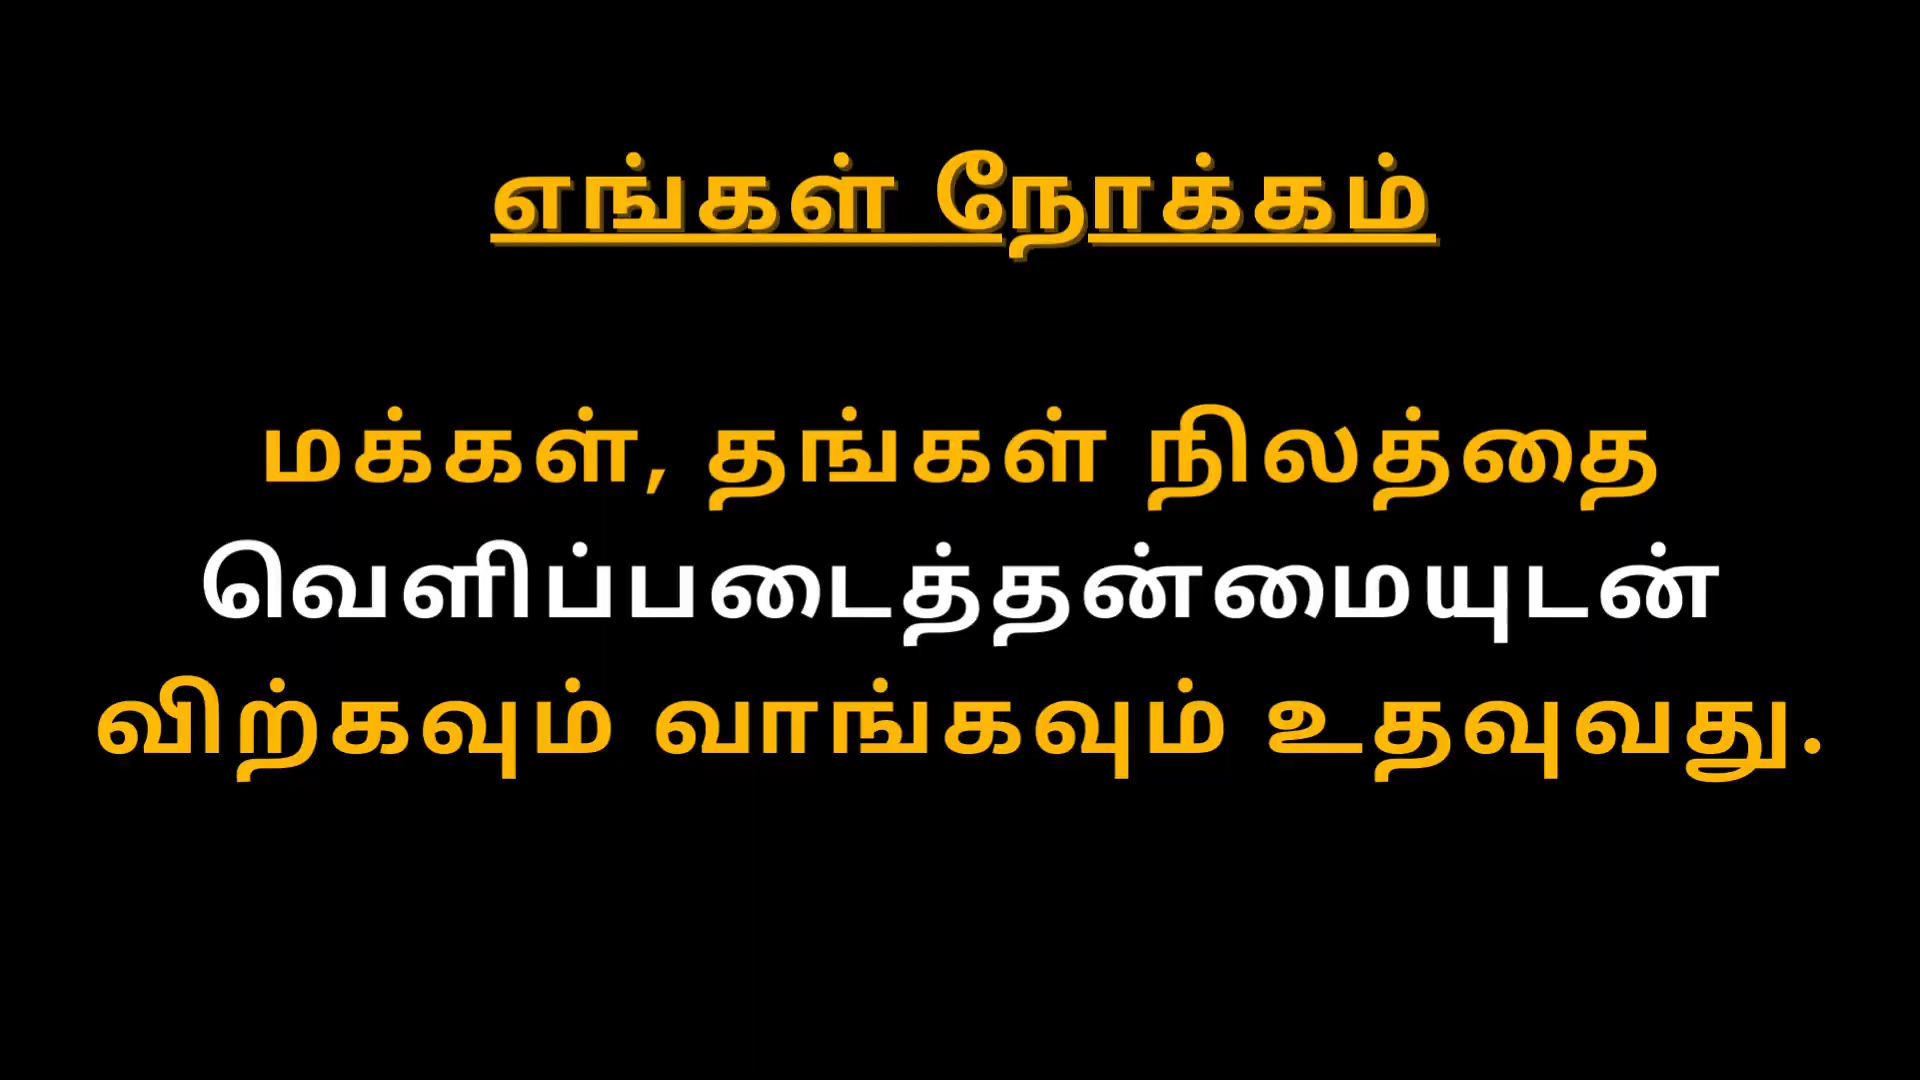 எங்கள் நோக்கம்
மக்கள், தங்கள் நிலத்தை
வெளிப்படைத்தன்மையுடன்
விற்கவும் வாங்கவும் உதவுவது.